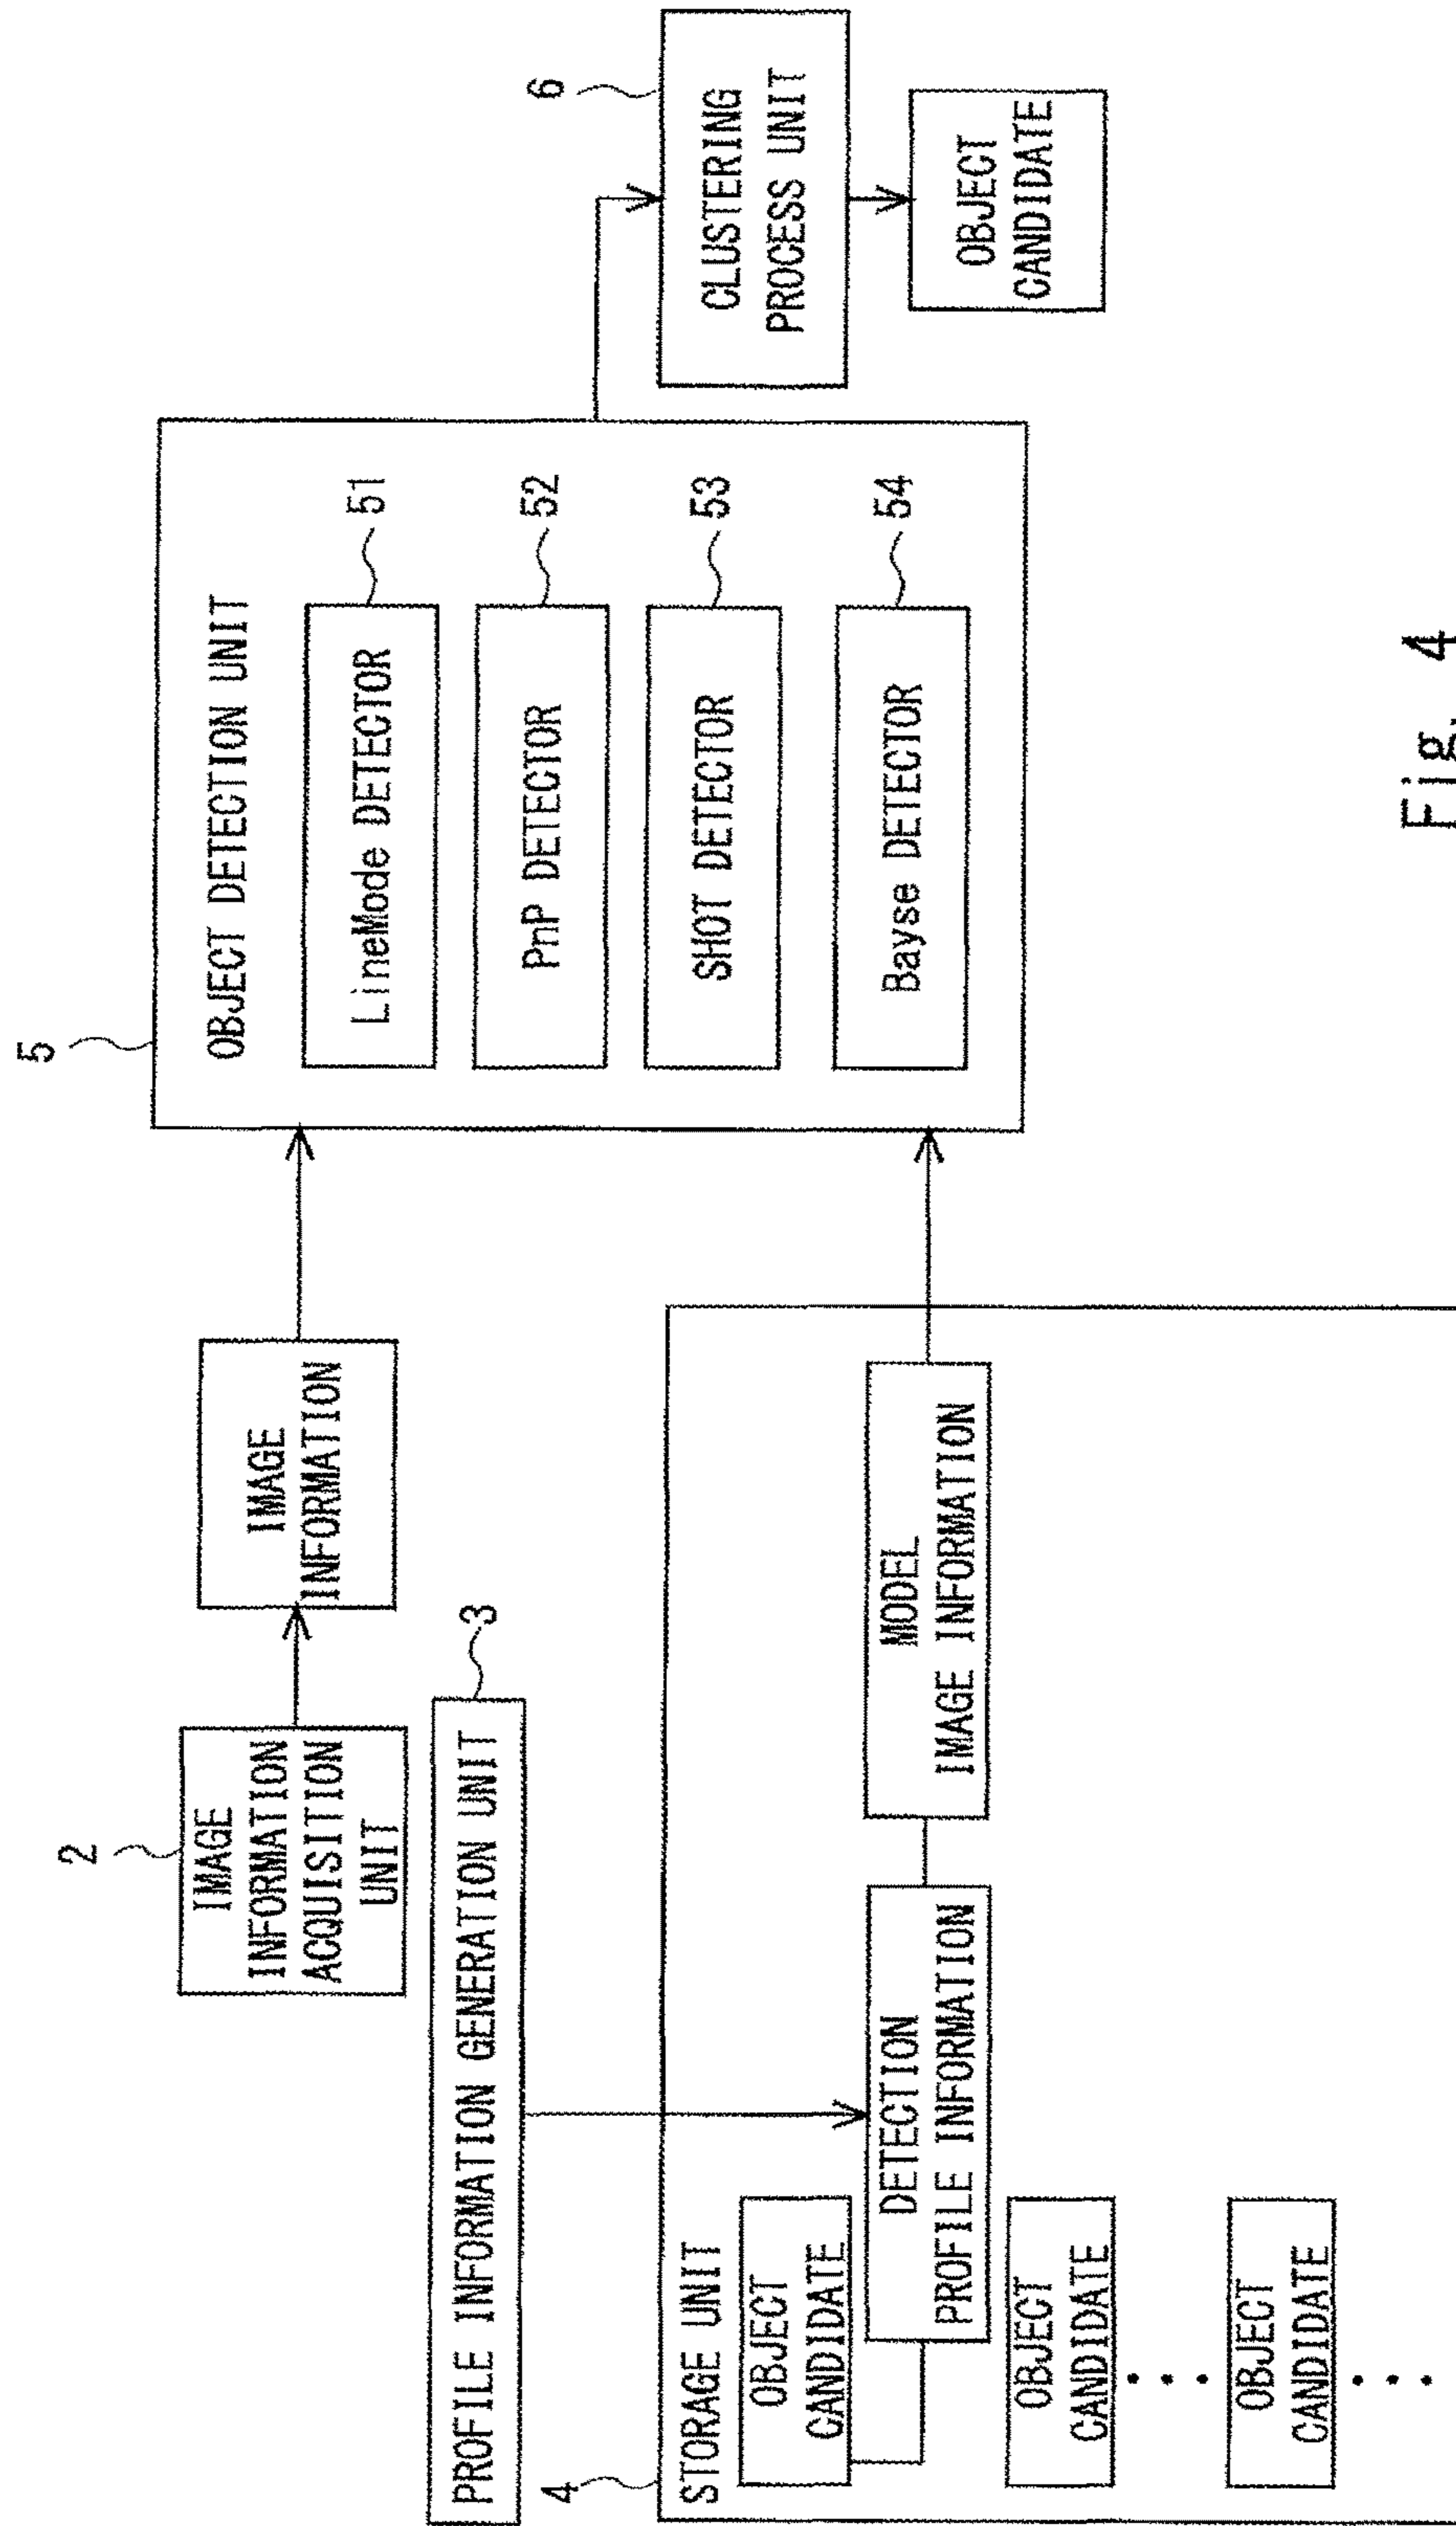 2
IMAGE
INFORMATION
ACQUISITION
UNIT
IMAGE
INFORMATION
5
OBJECT DETECTION UNIT
LineMode DETECTOR
51
PnP DETECTOR
52
SHOT DETECTOR
53
Bayse DETECTOR
54
PROFILE INFORMATION GENERATION UNIT
3
4
STORAGE UNIT
OBJECT
CANDIDATE
DETECTION
PROFILE INFORMATION
MODEL
IMAGE INFORMATION
OBJECT
CANDIDATE
. . .
OBJECT
CANDIDATE
. . .
6
CLUSTERING
PROCESS UNIT
OBJECT
CANDIDATE
Fig. 4